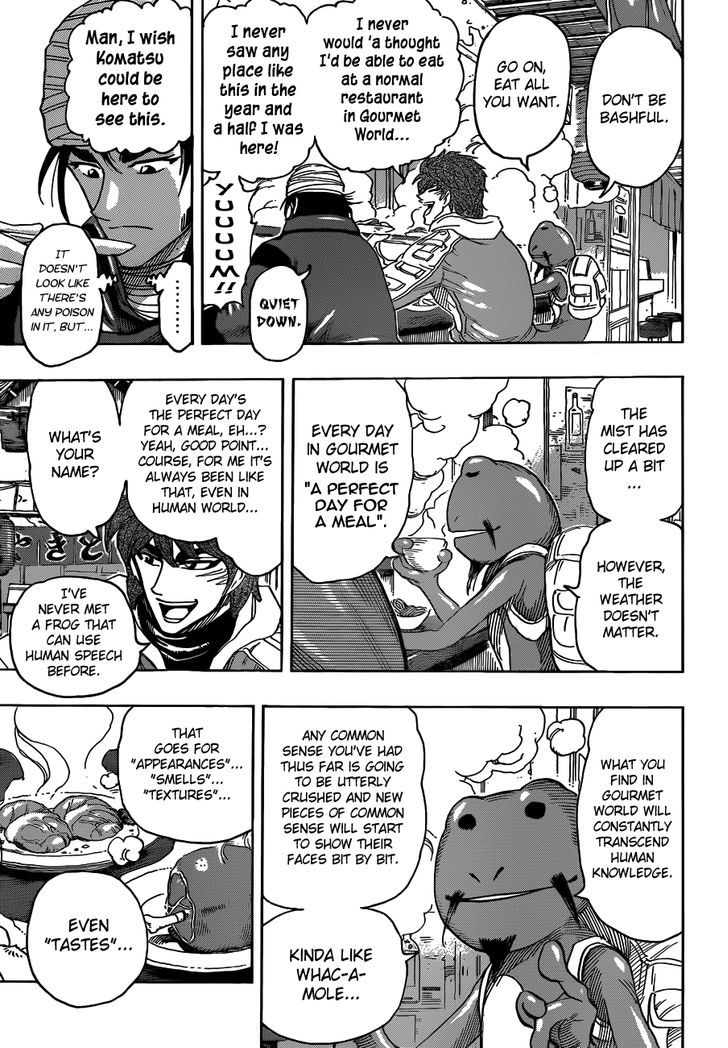 DON'T BE
BASHFUL.
GO ON,
EAT ALL
YOU WANT.
I never
would 'a thought
I'd be able to eat
at a normal
restaurant
in Gourmet
World...
I never
saw any
place like
this in the
year and
a half I was
here!
YUUUUM!!
QUIET
DOWN.
Man, I wish
Komatsu
could be
here to
see this.
.......
IT
DOESN'T
LOOK LIKE
THERE'S
ANY POISON
IN IT, BUT...
THE
MIST HAS
CLEARED
UP A BIT
...
HOWEVER,
THE
WEATHER
DOESN'T
MATTER.
EVERY DAY
IN GOURMET
WORLD IS
"A PERFECT
DAY FOR
A MEAL".
EVERY DAY'S
THE PERFECT DAY
FOR A MEAL, EH...?
YEAH, GOOD POINT...
COURSE, FOR ME IT'S
ALWAYS BEEN LIKE
THAT, EVEN IN
HUMAN WORLD...
WHAT'S
YOUR
NAME?
やきと
I'VE
NEVER MET
A FROG THAT
CAN USE
HUMAN SPEECH
BEFORE.
WHAT YOU
FIND IN
GOURMET
WORLD WILL
CONSTANTLY
TRANSCEND
HUMAN
KNOWLEDGE.
ANY COMMON
SENSE YOU'VE HAD
THUS FAR IS GOING
TO BE UTTERLY
CRUSHED AND NEW
PIECES OF COMMON
SENSE WILL START
TO SHOW THEIR
FACES BIT BY BIT.
KINDA LIKE
WHAC-A-
MOLE...
THAT
GOES FOR
"APPEARANCES"...
"SMELLS"...
"TEXTURES"...
EVEN
"TASTES"...